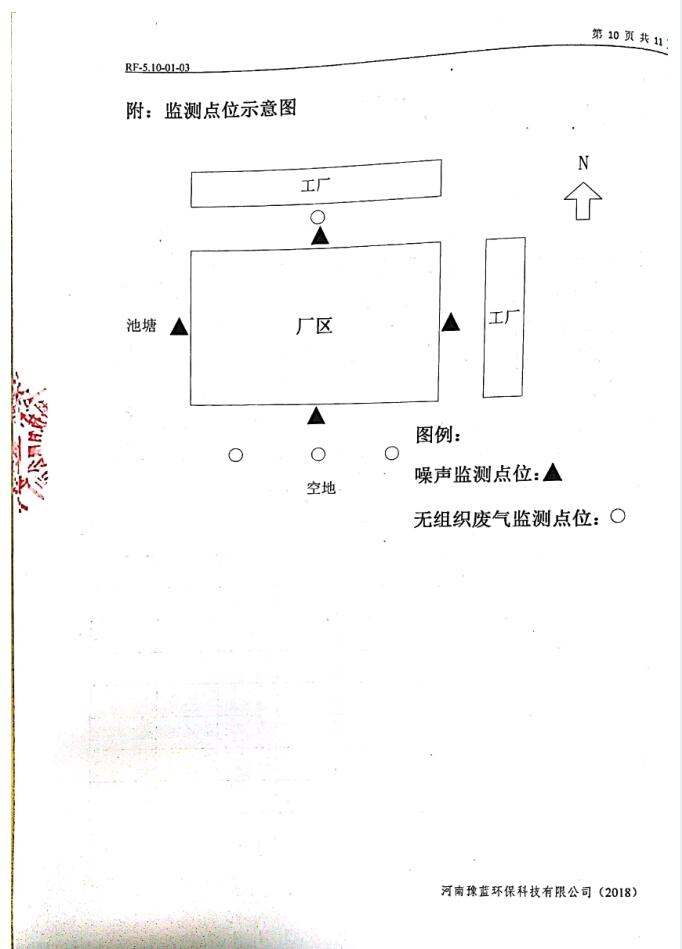 第 10 页 共 11
RF-5.10-01-03
附：监测点位示意图
工厂
N
池塘
厂区
工厂
图例：
噪声监测点位：▲
空地
无组织废气监测点位：○
河南豫蓝环保科技有限公司（2018）